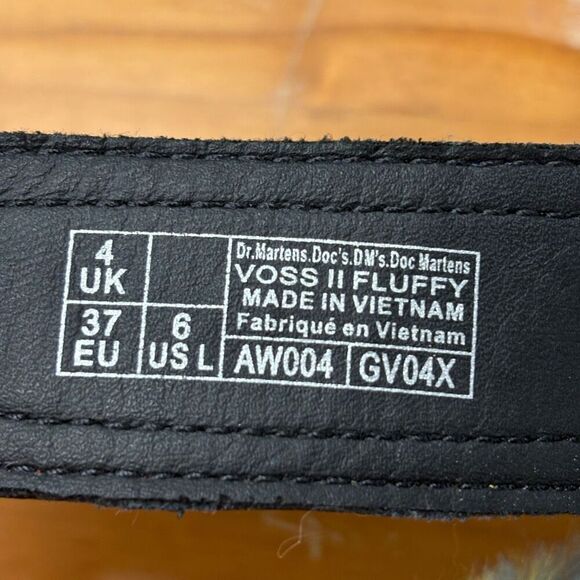 4
UK
37
EU
6
US L
Dr.Martens.Doc's.DM's.Doc Martens
VOSS II FLUFFY
MADE IN VIETNAM
Fabriqué en Vietnam
AW004
GV04X